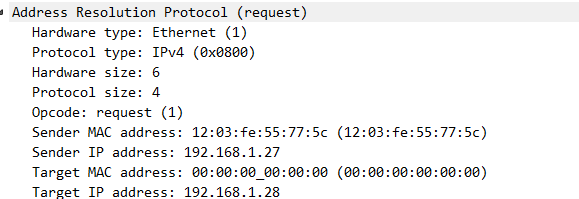 Address Resolution Protocol (request)
Hardware type: Ethernet (1)
Protocol type: IPv4 (0x0800)
Hardware size: 6
Protocol size: 4
Opcode: request (1)
Sender MAC address: 12:03:fe:55:77:5c (12:03:fe:55:77:5c)
Sender IP address: 192.168.1.27
Target MAC address: 00:00:00_00:00:00 (00:00:00:00:00:00)
Target IP address: 192.168.1.28